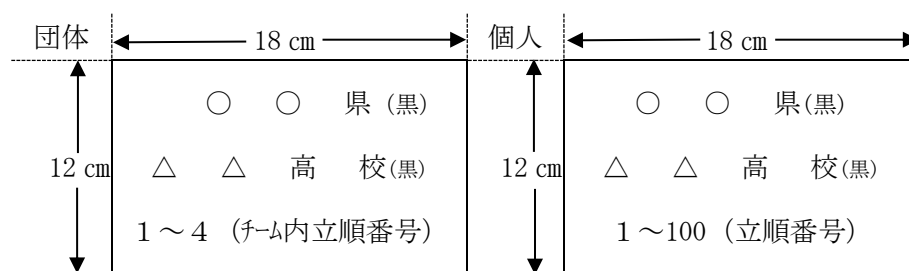 団体 18 ㎝ 個人 18 ㎝
○ ○ 県 (黒) ○ ○ 県(黒)
12 ㎝ △ △ 高 校(黒) 12 ㎝ △ △ 高 校(黒)
１～４ (ﾁｰﾑ内立順番号) １～100 (立順番号)